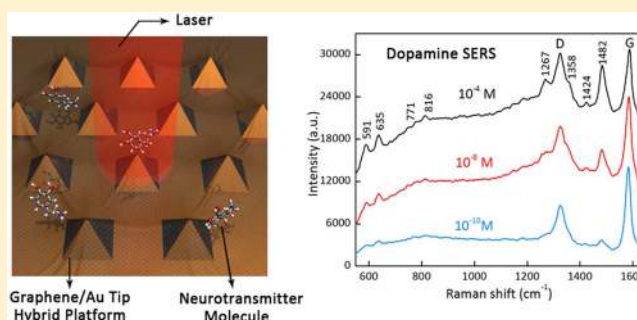 Laser
Graphene/Au Tip
Hybrid Platform
Neurotransmitter
Molecule
Dopamine SERS
D
G
591
635
771
816
1267
1358
1424
1482
10⁻⁴ M
10⁻⁸ M
10⁻¹⁰ M
Intensity (a.u.)
30000
24000
18000
12000
6000
0
600
800
1000
1200
1400
1600
Raman shift (cm⁻¹)